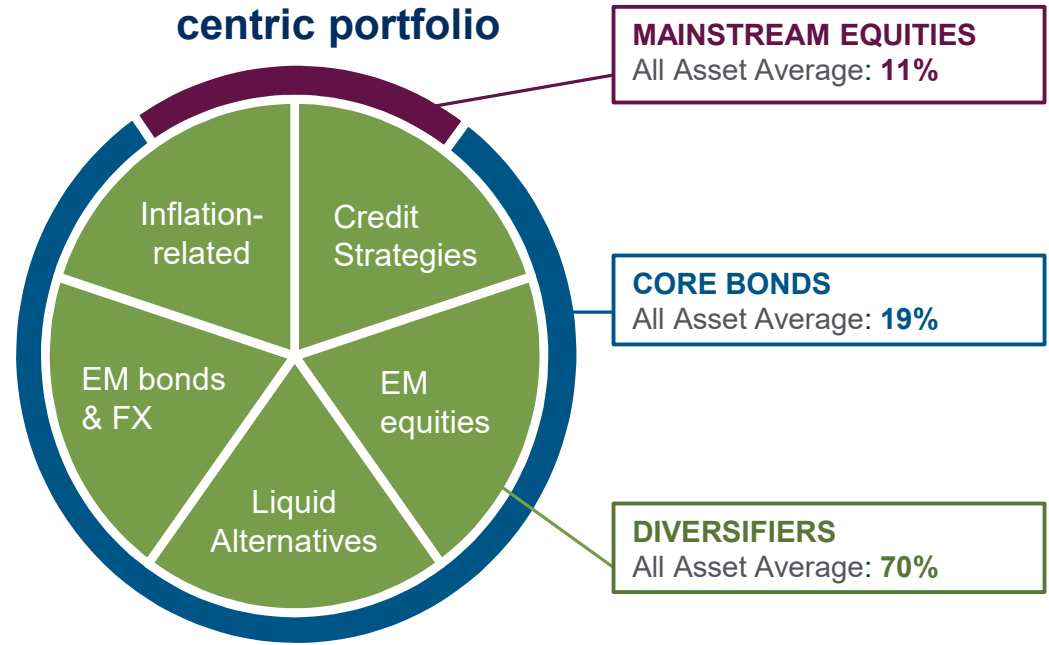 centric portfolio
MAINSTREAM EQUITIES
All Asset Average: 11%
Inflation-
related
Credit
Strategies
CORE BONDS
All Asset Average: 19%
EM bonds
& FX
EM
equities
Liquid
Alternatives
DIVERSIFIERS
All Asset Average: 70%